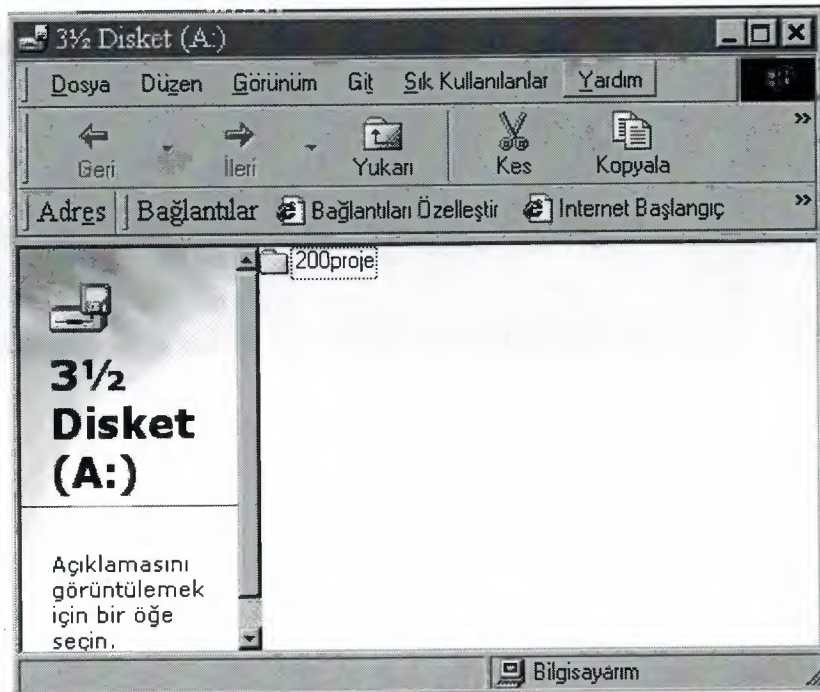 3½ Disket (A:)
Dosya Düzen Görünüm Git Sık Kullanılanlar Yardım
Geri İleri Yukarı Kes Kopyala »
Adres Bağlantılar Bağlantıları Özelleştir Internet Başlangıç »
200proje
3½
Disket
(A:)
Açıklamasını
görüntülemek
için bir öğe
seçin.
Bilgisayarım